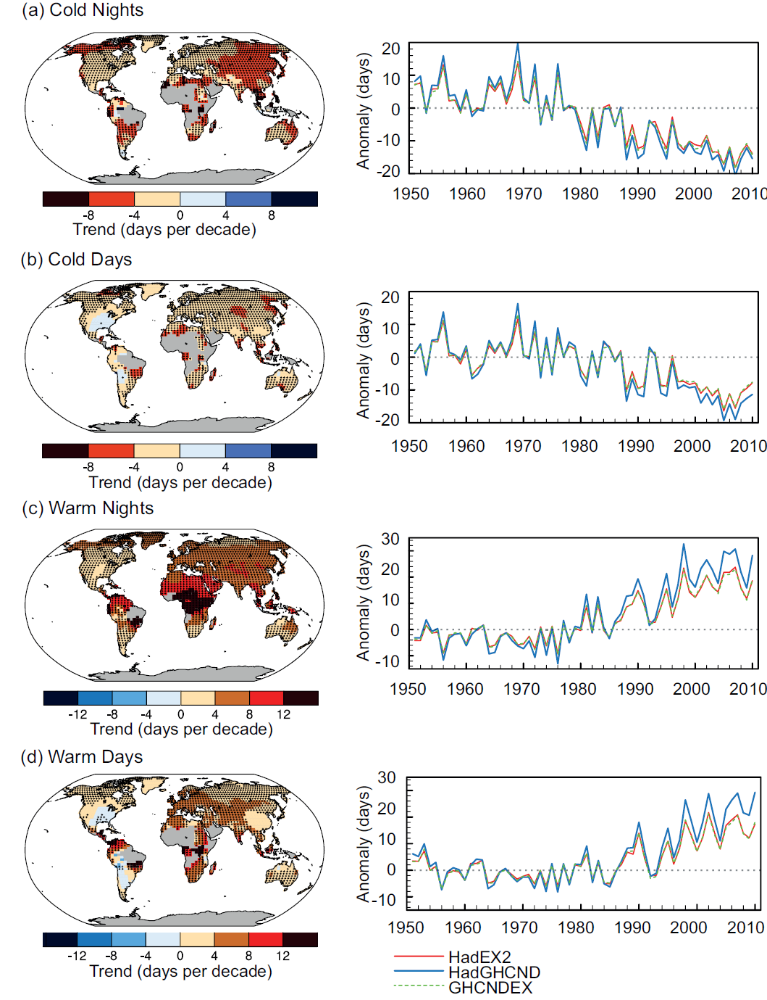 (a) Cold Nights
20
10
0
-10
-20
Anomaly (days)
1950 1960 1970 1980 1990 2000 2010
-8 -4 0 4 8
Trend (days per decade)
(b) Cold Days
20
10
0
-10
-20
Anomaly (days)
1950 1960 1970 1980 1990 2000 2010
-8 -4 0 4 8
Trend (days per decade)
(c) Warm Nights
30
20
10
0
-10
Anomaly (days)
1950 1960 1970 1980 1990 2000 2010
-12 -8 -4 0 4 8 12
Trend (days per decade)
(d) Warm Days
30
20
10
0
-10
Anomaly (days)
1950 1960 1970 1980 1990 2000 2010
-12 -8 -4 0 4 8 12
Trend (days per decade)
HadEX2
HadGHCND
GHCNDEX